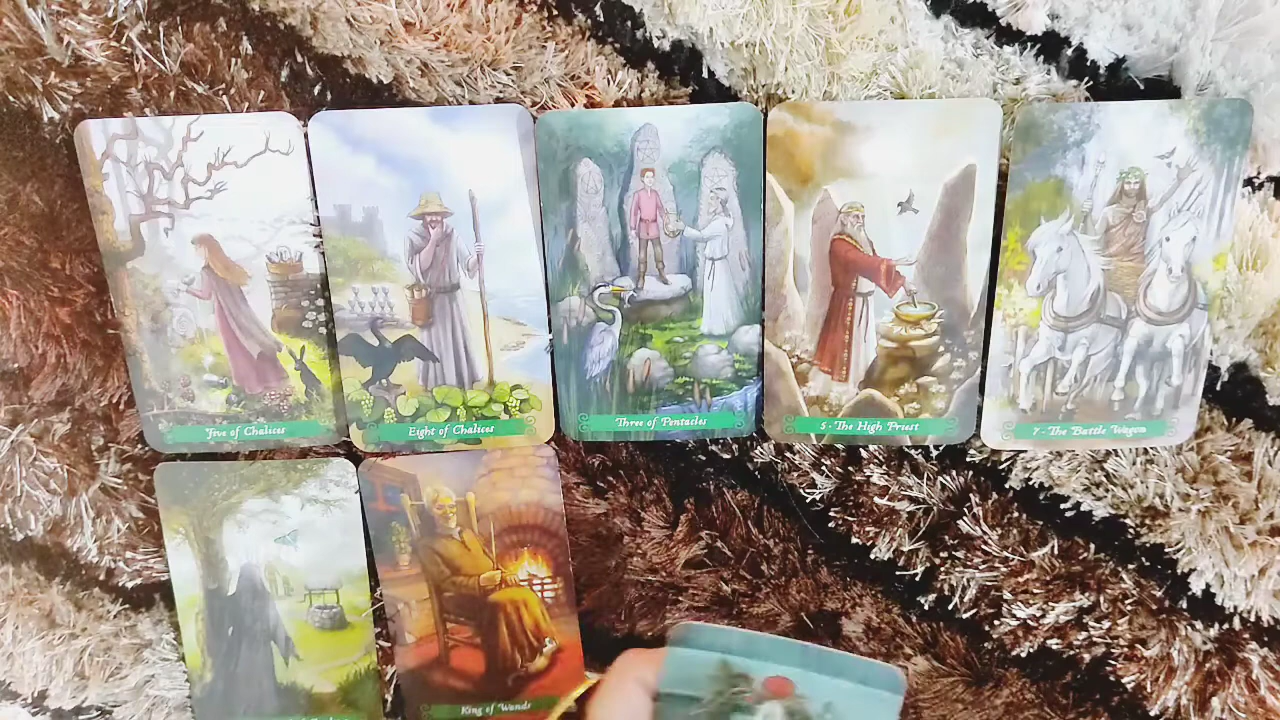 Five of Chalices
Eight of Chalices
Three of Pentacles
5 · The High Priest
7 · The Battle Wagon
King of Wands